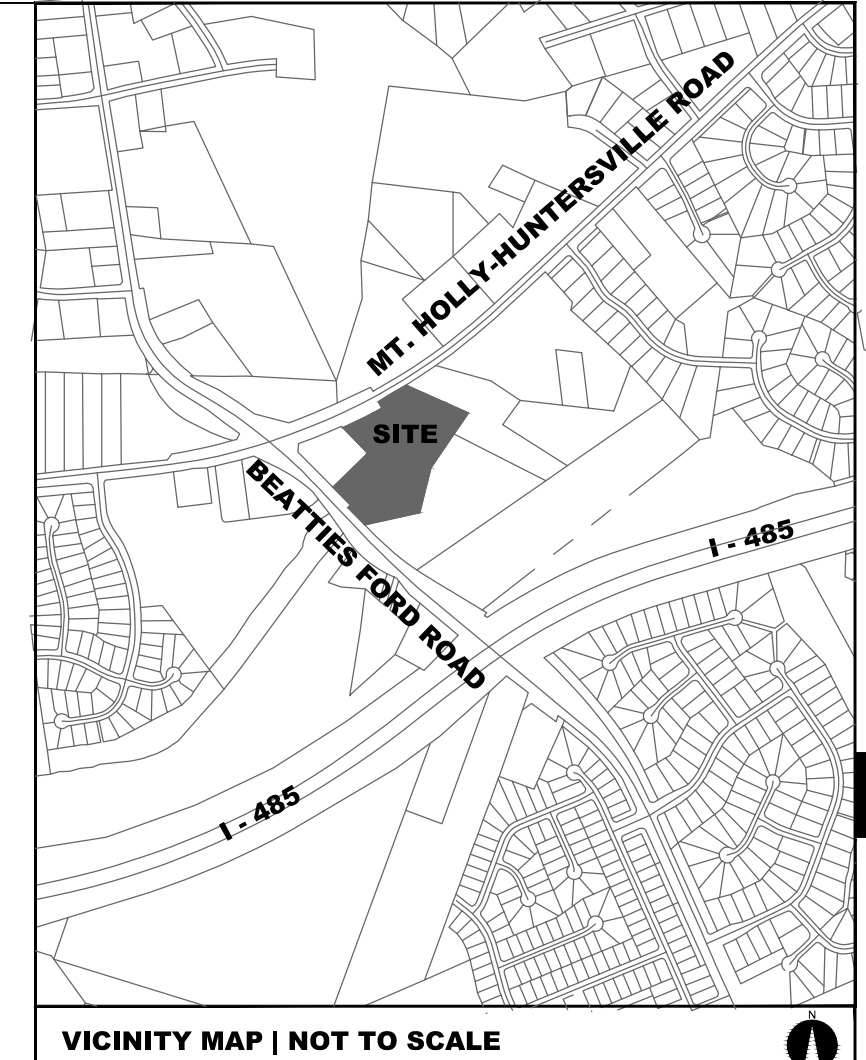 MT. HOLLY-HUNTERSVILLE ROAD
SITE
BEATTIES FORD ROAD
I - 485
I - 485
VICINITY MAP | NOT TO SCALE
N